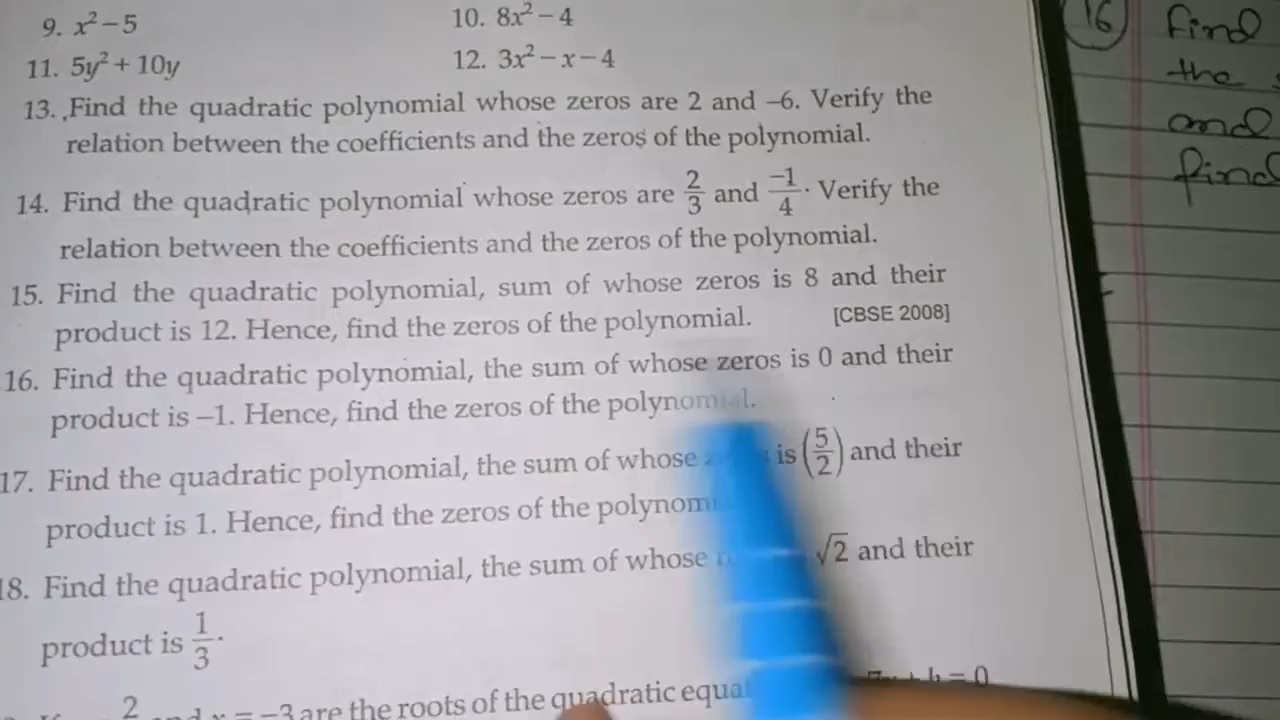 9. x² – 5
10. 8x² – 4
11. 5y² + 10y
12. 3x² – x – 4
13. Find the quadratic polynomial whose zeros are 2 and –6. Verify the
relation between the coefficients and the zeros of the polynomial.
14. Find the quadratic polynomial whose zeros are 2/3 and –1/4. Verify the
relation between the coefficients and the zeros of the polynomial.
15. Find the quadratic polynomial, sum of whose zeros is 8 and their
product is 12. Hence, find the zeros of the polynomial. [CBSE 2008]
16. Find the quadratic polynomial, the sum of whose zeros is 0 and their
product is –1. Hence, find the zeros of the polynomial.
17. Find the quadratic polynomial, the sum of whose is (5/2) and their
product is 1. Hence, find the zeros of the
18. Find the quadratic polynomial, the sum of whose √2 and their
product is 1/3.
2 x = –3 are the roots of the quadratic = 0
16 Find
the
and
find